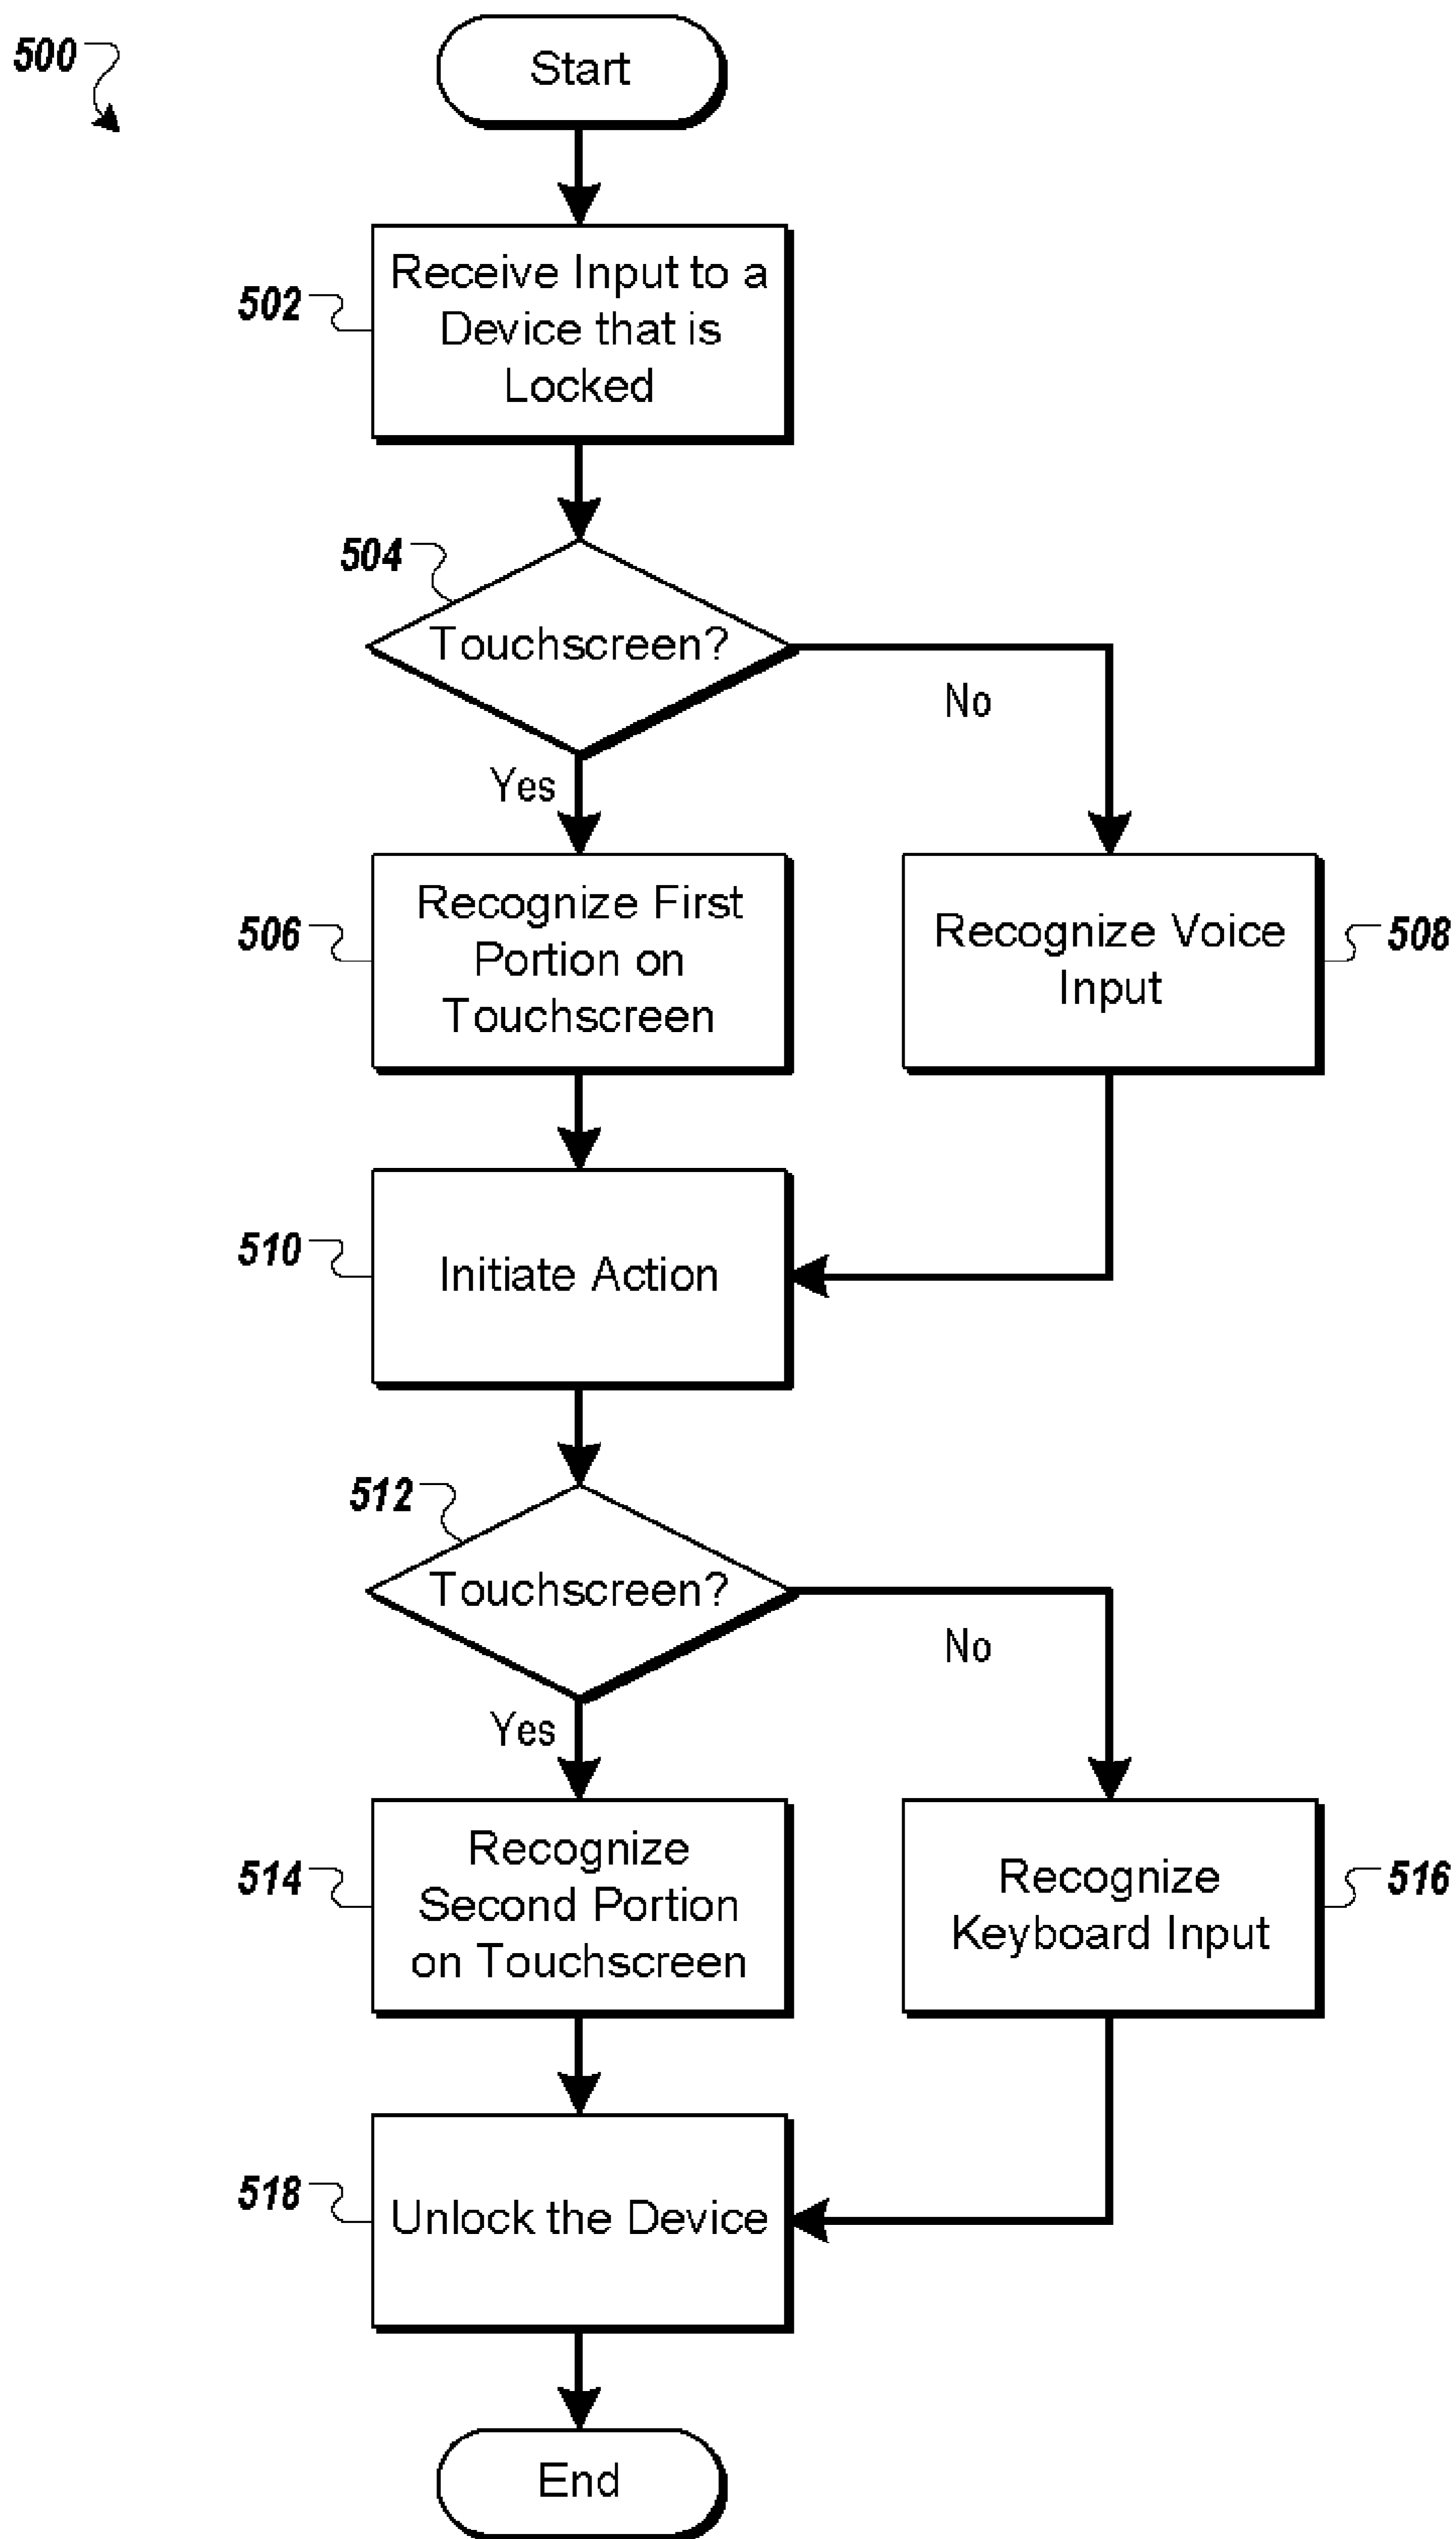 500
Start
502
Receive Input to a
Device that is
Locked
504
Touchscreen?
No
Yes
506
Recognize First
Portion on
Touchscreen
Recognize Voice
Input
508
510
Initiate Action
512
Touchscreen?
No
Yes
514
Recognize
Second Portion
on Touchscreen
Recognize
Keyboard Input
516
518
Unlock the Device
End